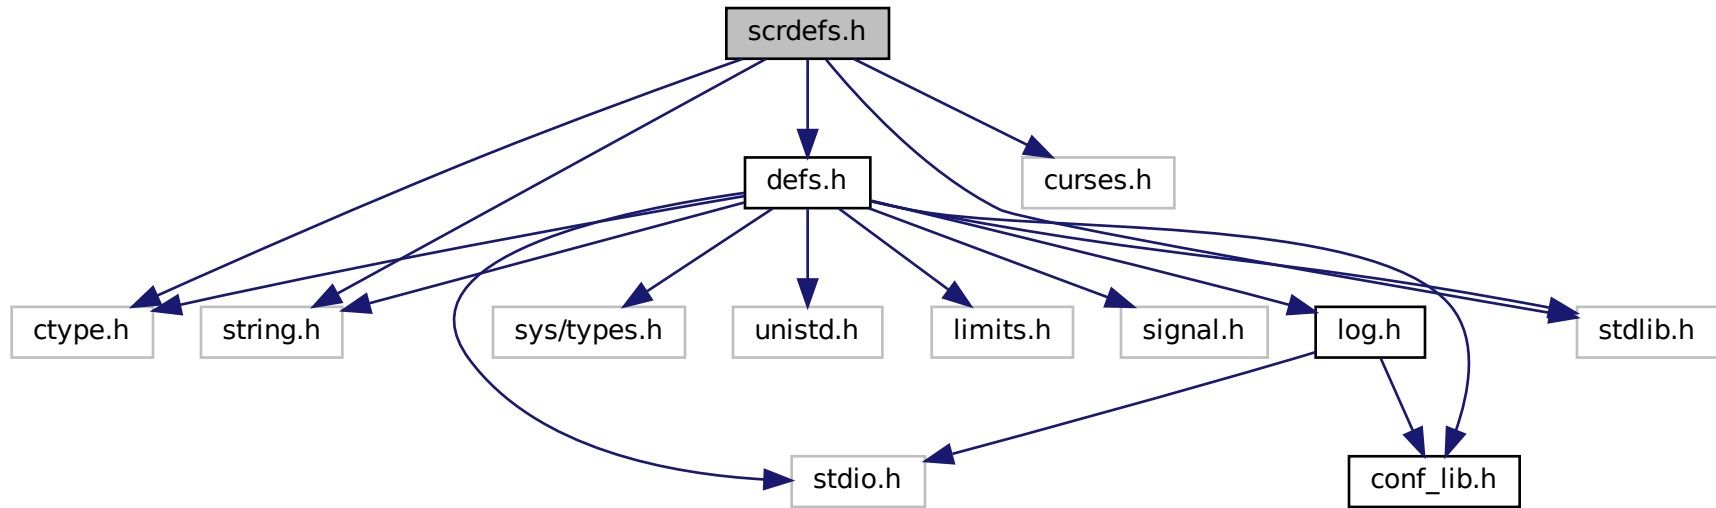 scrdefs.h
defs.h
curses.h
ctype.h
string.h
sys/types.h
unistd.h
limits.h
signal.h
log.h
stdlib.h
stdio.h
conf_lib.h